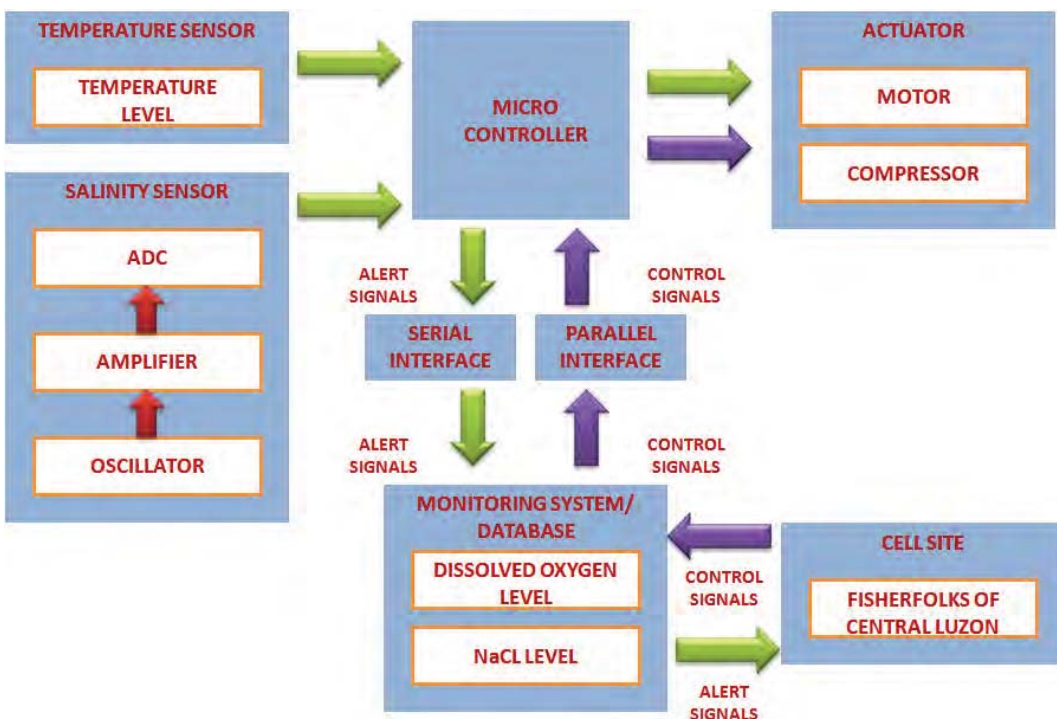 TEMPERATURE SENSOR
TEMPERATURE
LEVEL
SALINITY SENSOR
ADC
AMPLIFIER
OSCILLATOR
MICRO
CONTROLLER
ACTUATOR
MOTOR
COMPRESSOR
ALERT
SIGNALS
CONTROL
SIGNALS
SERIAL
INTERFACE
PARALLEL
INTERFACE
ALERT
SIGNALS
CONTROL
SIGNALS
MONITORING SYSTEM/
DATABASE
DISSOLVED OXYGEN
LEVEL
NaCL LEVEL
CONTROL
SIGNALS
ALERT
SIGNALS
CELL SITE
FISHERFOLKS OF
CENTRAL LUZON